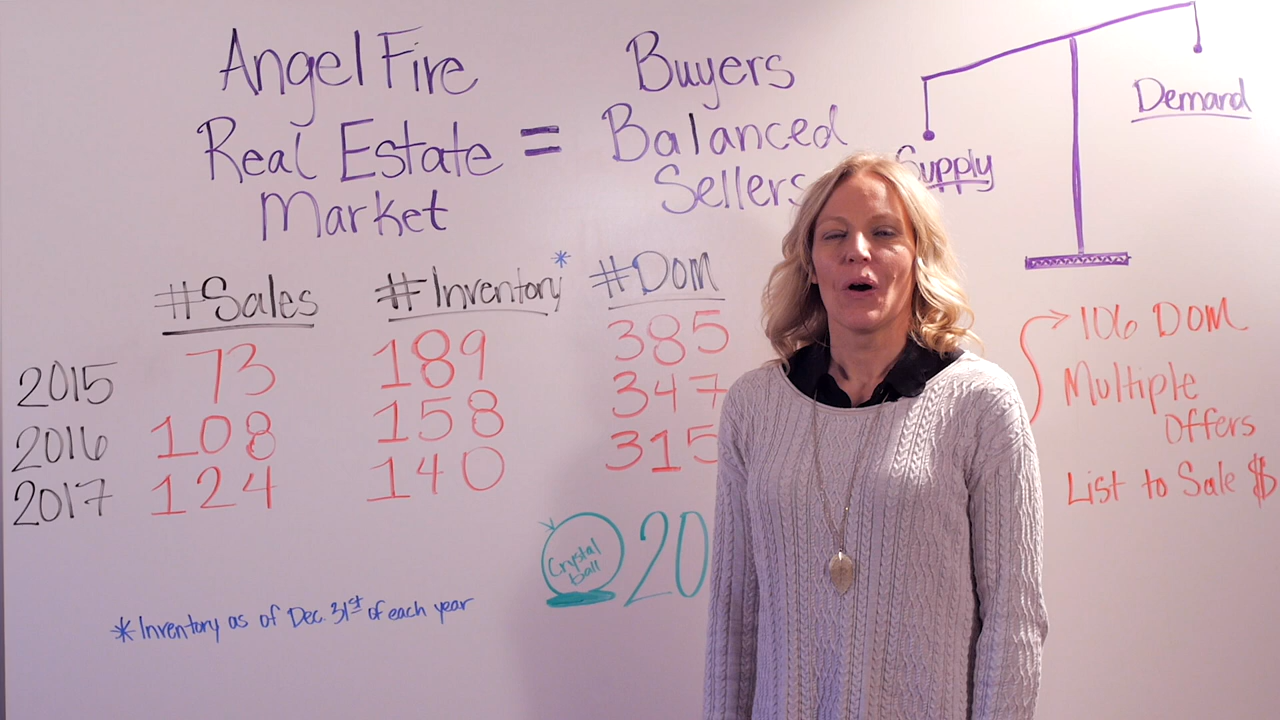 Angel Fire
Real Estate
Market
=
Buyers
Balanced
Sellers
Supply
Demand
#Sales #Inventory* #DOM
2015 73 189 385
2016 108 158 347
2017 124 140 315
106 DOM
Multiple
Offers
List to Sale $
Crystal
ball
20
*Inventory as of Dec. 31st of each year